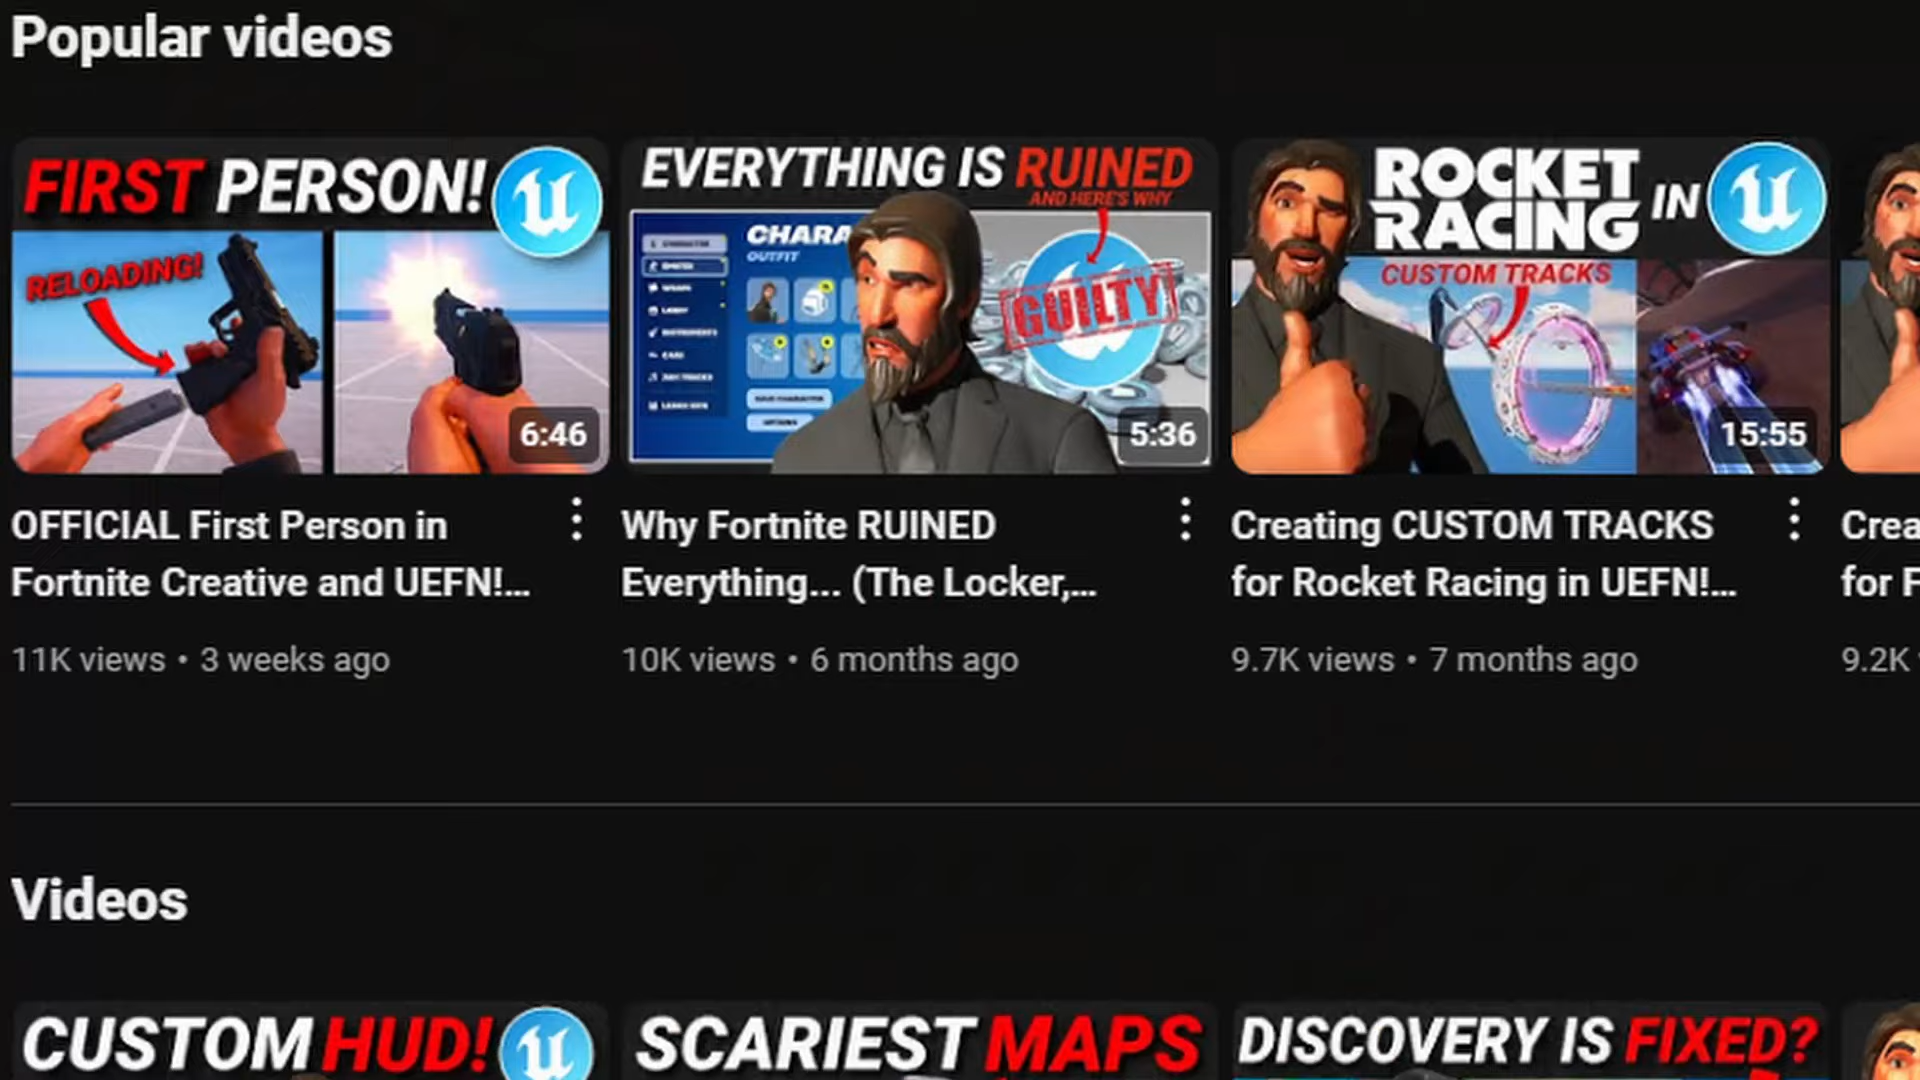 Popular videos
FIRST PERSON!
RELOADING!
6:46
EVERYTHING IS RUINED
AND HERE'S WHY
CHARA
OUTFIT
GUILTY
5:36
ROCKET
RACING IN
CUSTOM TRACKS
15:55
OFFICIAL First Person in
Fortnite Creative and UEFN!...
11K views • 3 weeks ago
Why Fortnite RUINED
Everything... (The Locker,...
10K views • 6 months ago
Creating CUSTOM TRACKS
for Rocket Racing in UEFN!...
9.7K views • 7 months ago
Crea
for F
9.2K
Videos
CUSTOM HUD!
SCARIEST MAPS
DISCOVERY IS FIXED?